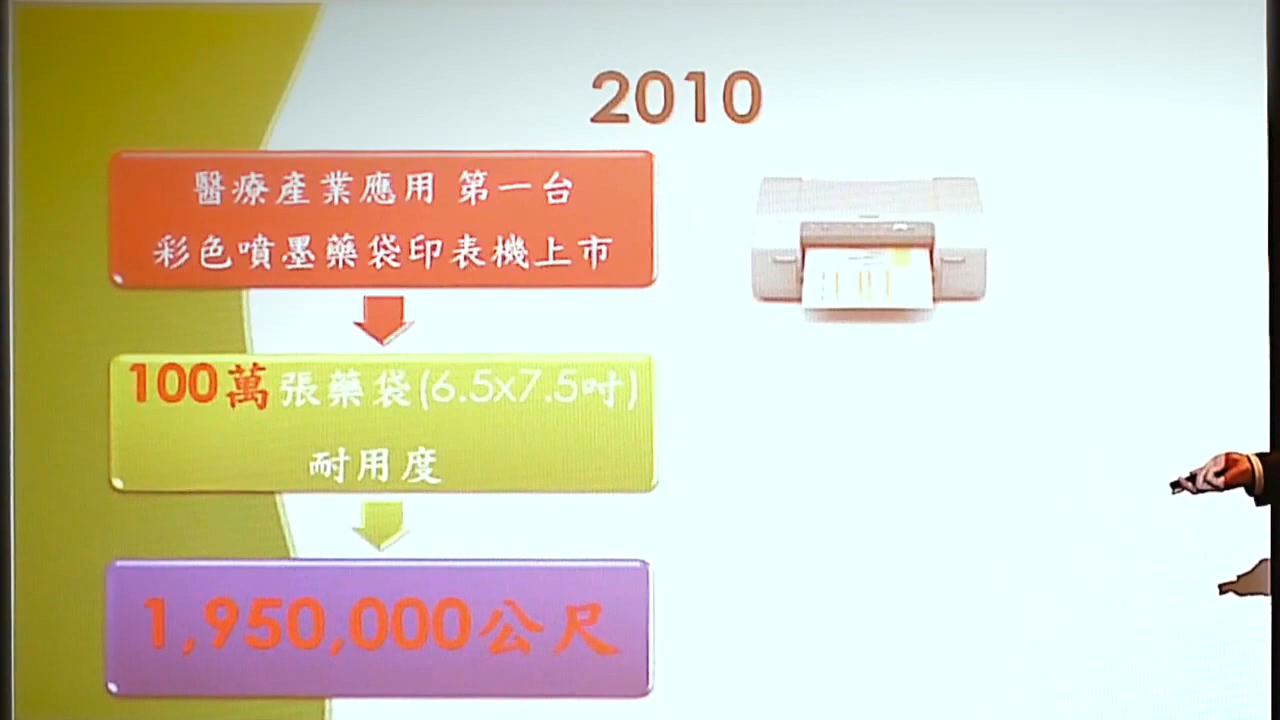 2010
醫療產業應用 第一台
彩色噴墨藥袋印表機上市
100萬張藥袋(6.5x7.5吋)
耐用度
1,950,000公尺